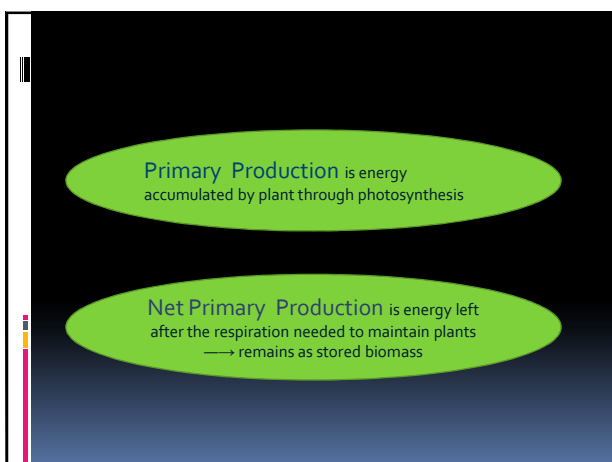 Primary Production is energy
accumulated by plant through photosynthesis
Net Primary Production is energy left
after the respiration needed to maintain plants
—→ remains as stored biomass